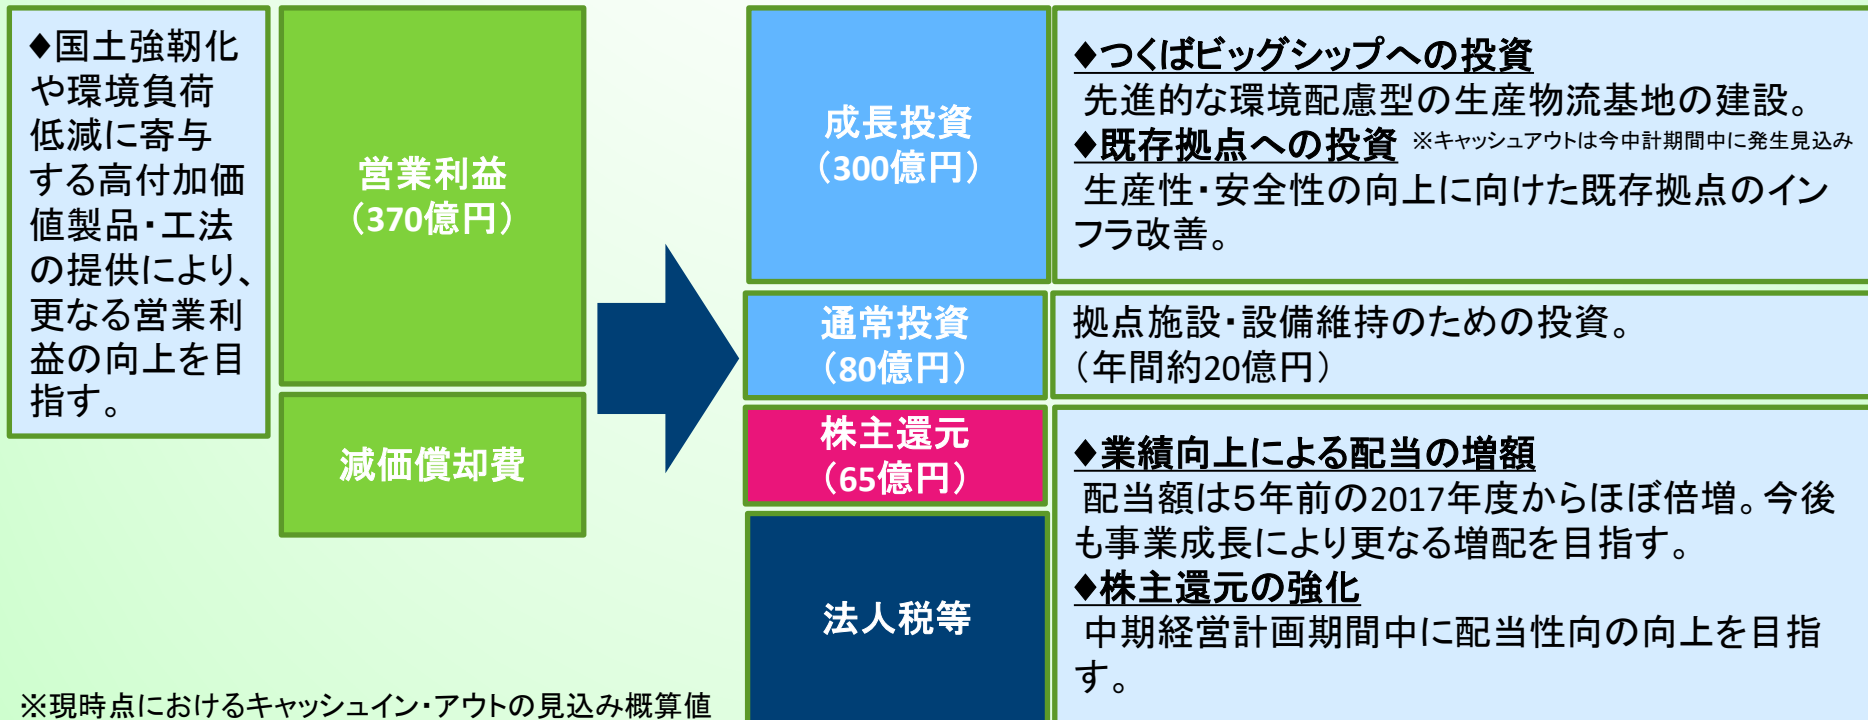 ♦国土強靭化
や環境負荷
低減に寄与
する高付加価
値製品・工法
の提供により、
更なる営業利
益の向上を目
指す。
営業利益
（370億円）
減価償却費
成長投資
（300億円）
♦つくばビッグシップへの投資
先進的な環境配慮型の生産物流基地の建設。
♦既存拠点への投資 ※キャッシュアウトは今中計期間中に発生見込み
生産性・安全性の向上に向けた既存拠点のイン
フラ改善。
通常投資
（80億円）
拠点施設・設備維持のための投資。
（年間約20億円）
株主還元
（65億円）
法人税等
♦業績向上による配当の増額
配当額は５年前の2017年度からほぼ倍増。今後
も事業成長により更なる増配を目指す。
♦株主還元の強化
中期経営計画期間中に配当性向の向上を目指
す。
※現時点におけるキャッシュイン・アウトの見込み概算値